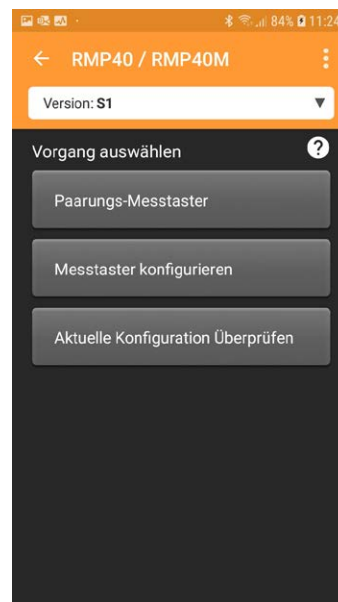 84% 11:24
RMP40 / RMP40M
Version: S1
Vorgang auswählen ?
Paarungs-Messtaster
Messtaster konfigurieren
Aktuelle Konfiguration Überprüfen